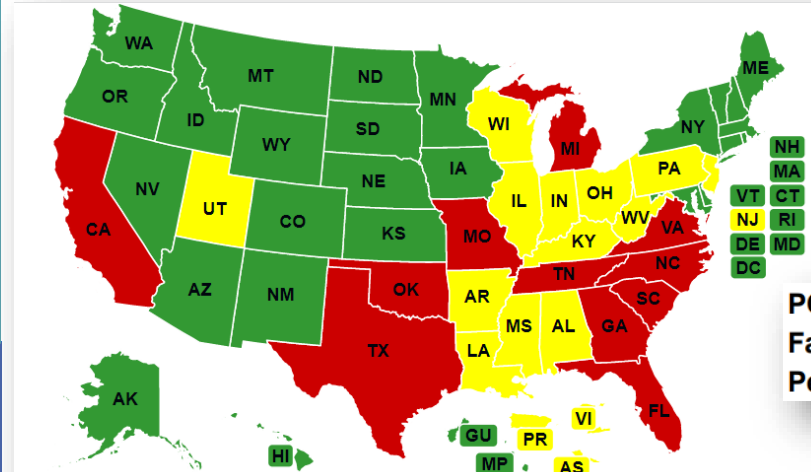 WA
MT
ND
MN
ME
OR
ID
SD
WI
NY
MI
WY
IA
PA
NH
NE
MA
NV
UT
CO
IL
IN
OH
WV
VT
CT
CA
KS
MO
KY
VA
NJ
RI
DE
MD
DC
AZ
NM
OK
TN
NC
AR
SC
MS
AL
GA
TX
LA
AK
FL
HI
GU
PR
VI
MP
AS